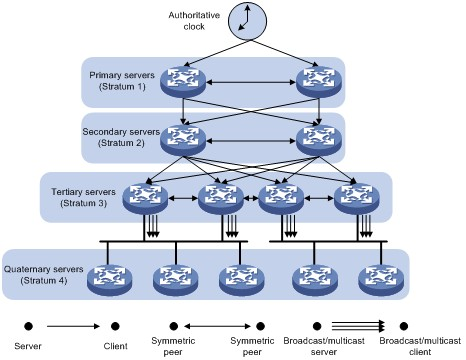 Authoritative
clock
Primary servers
(Stratum 1)
Secondary servers
(Stratum 2)
Tertiary servers
(Stratum 3)
Quaternary servers
(Stratum 4)
Server
Client
Symmetric
peer
Symmetric
peer
Broadcast/multicast
server
Broadcast/multicast
client